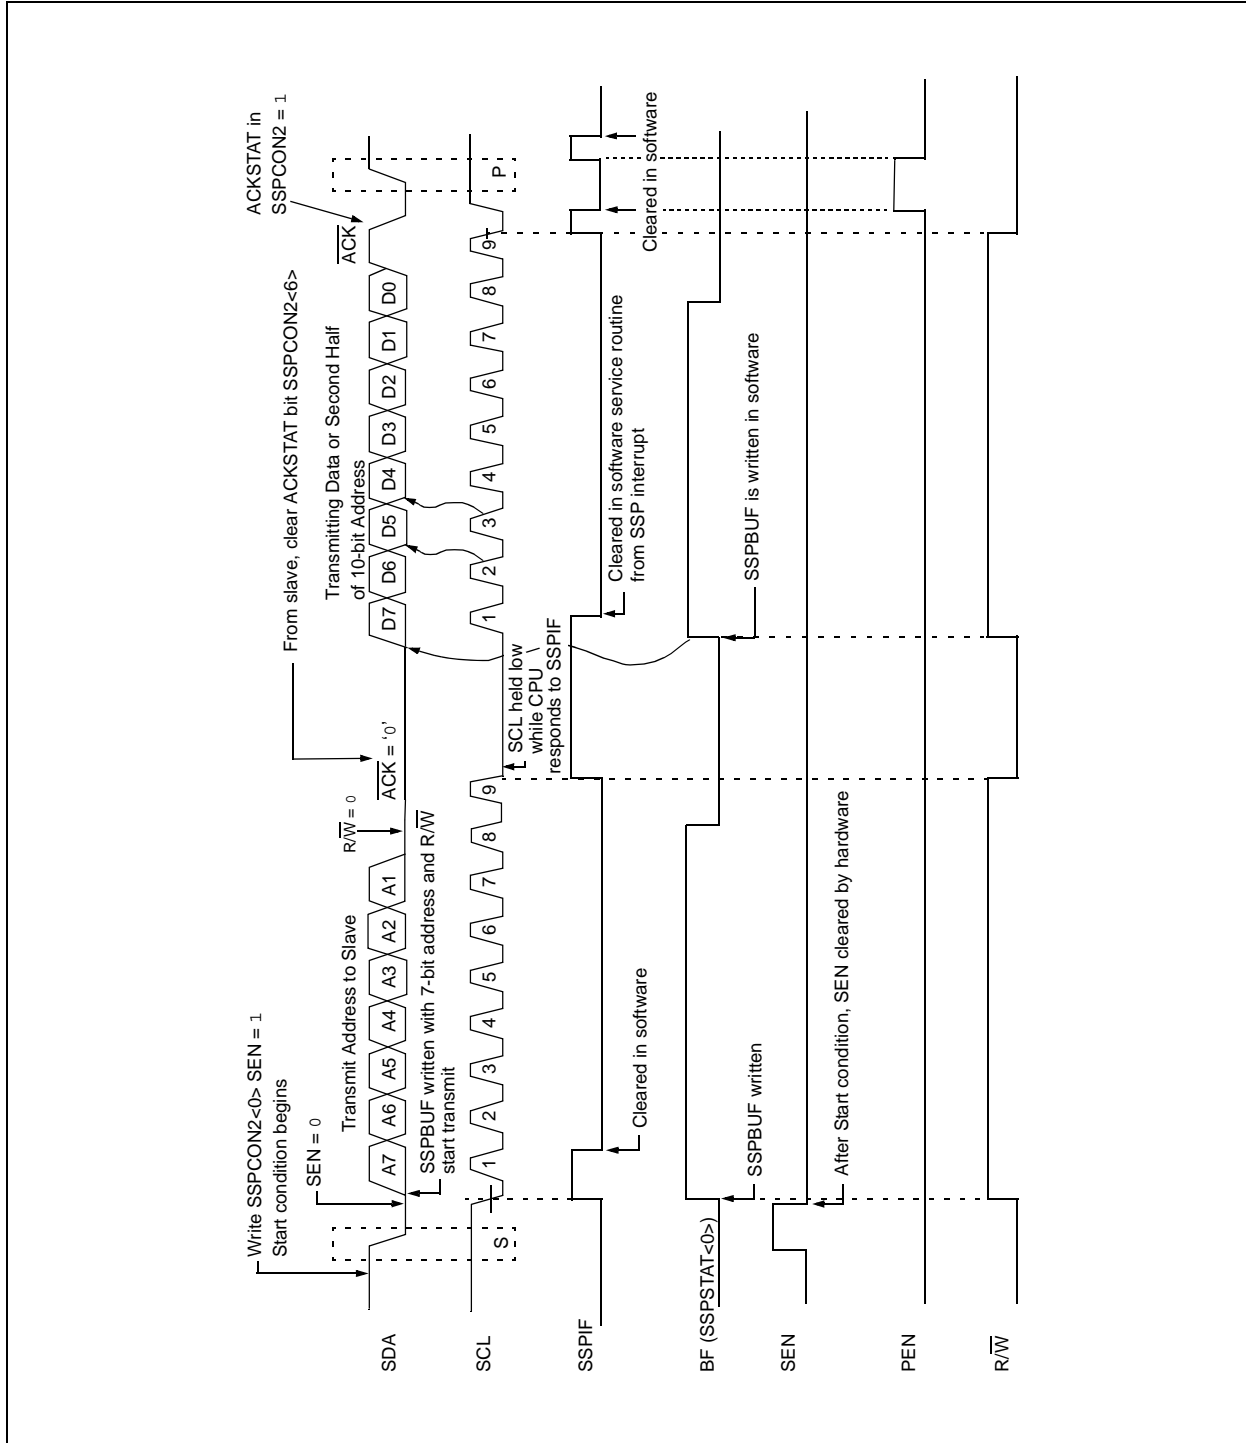 Write SSPCON2<0> SEN = 1
Start condition begins
SEN = 0
Transmit Address to Slave
R/W = 0
From slave, clear ACKSTAT bit SSPCON2<6>
ACK = ‘0’
Transmitting Data or Second Half
of 10-bit Address
ACKSTAT in
SSPCON2 = 1
ACK
SDA
A7 A6 A5 A4 A3 A2 A1
D7 D6 D5 D4 D3 D2 D1 D0
SSPBUF written with 7-bit address and R/W
start transmit
SCL
S
1 2 3 4 5 6 7 8 9
1 2 3 4 5 6 7 8 9
P
SCL held low
while CPU
responds to SSPIF
SSPIF
Cleared in software
Cleared in software service routine
from SSP interrupt
Cleared in software
Cleared in software
BF (SSPSTAT<0>)
SSPBUF written
SSPBUF is written in software
SEN
After Start condition, SEN cleared by hardware
PEN
R/W